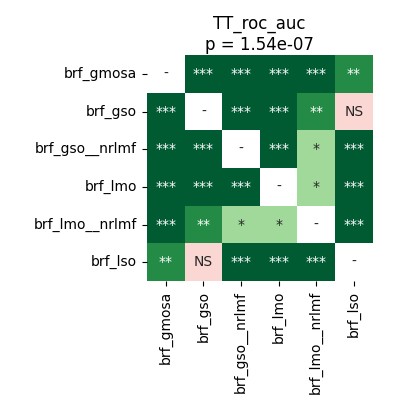 TT_roc_auc
p = 1.54e-07
brf_gmosa - *** *** *** *** **
brf_gso *** - *** *** ** NS
brf_gso__nrlmf *** *** - *** * ***
brf_lmo *** *** *** - * ***
brf_lmo__nrlmf *** ** * * - ***
brf_lso ** NS *** *** *** -
brf_gmosa
brf_gso
brf_gso__nrlmf
brf_lmo
brf_lmo__nrlmf
brf_lso